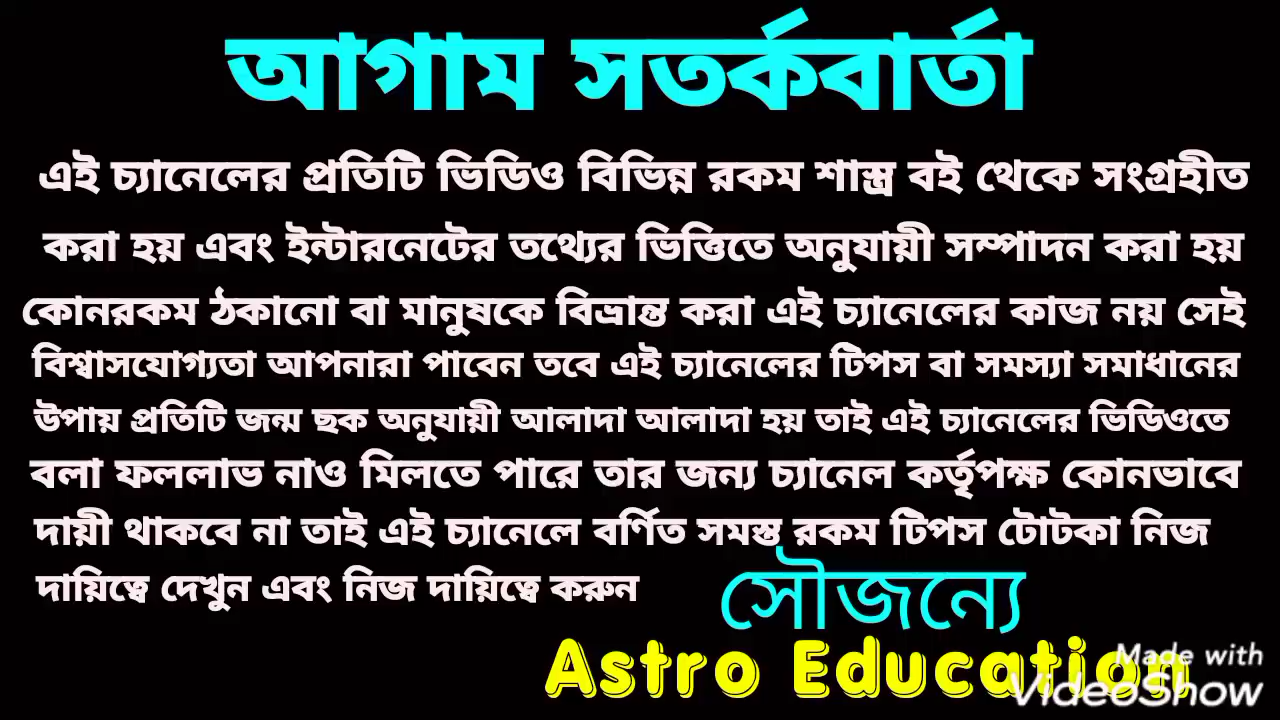 আগাম সতর্কবার্তা
এই চ্যানেলের প্রতিটি ভিডিও বিভিন্ন রকম শাস্ত্র বই থেকে সংগ্রহীত
করা হয় এবং ইন্টারনেটের তথ্যের ভিত্তিতে অনুযায়ী সম্পাদন করা হয়
কোনরকম ঠকানো বা মানুষকে বিভ্রান্ত করা এই চ্যানেলের কাজ নয় সেই
বিশ্বাসযোগ্যতা আপনারা পাবেন তবে এই চ্যানেলের টিপস বা সমস্যা সমাধানের
উপায় প্রতিটি জন্ম ছক অনুযায়ী আলাদা আলাদা হয় তাই এই চ্যানেলের ভিডিওতে
বলা ফললাভ নাও মিলতে পারে তার জন্য চ্যানেল কর্তৃপক্ষ কোনভাবে
দায়ী থাকবে না তাই এই চ্যানেলে বর্ণিত সমস্ত রকম টিপস টোটকা নিজ
দায়িত্বে দেখুন এবং নিজ দায়িত্বে করুন
সৌজন্যে
Astro Education
Made with
VideoShow